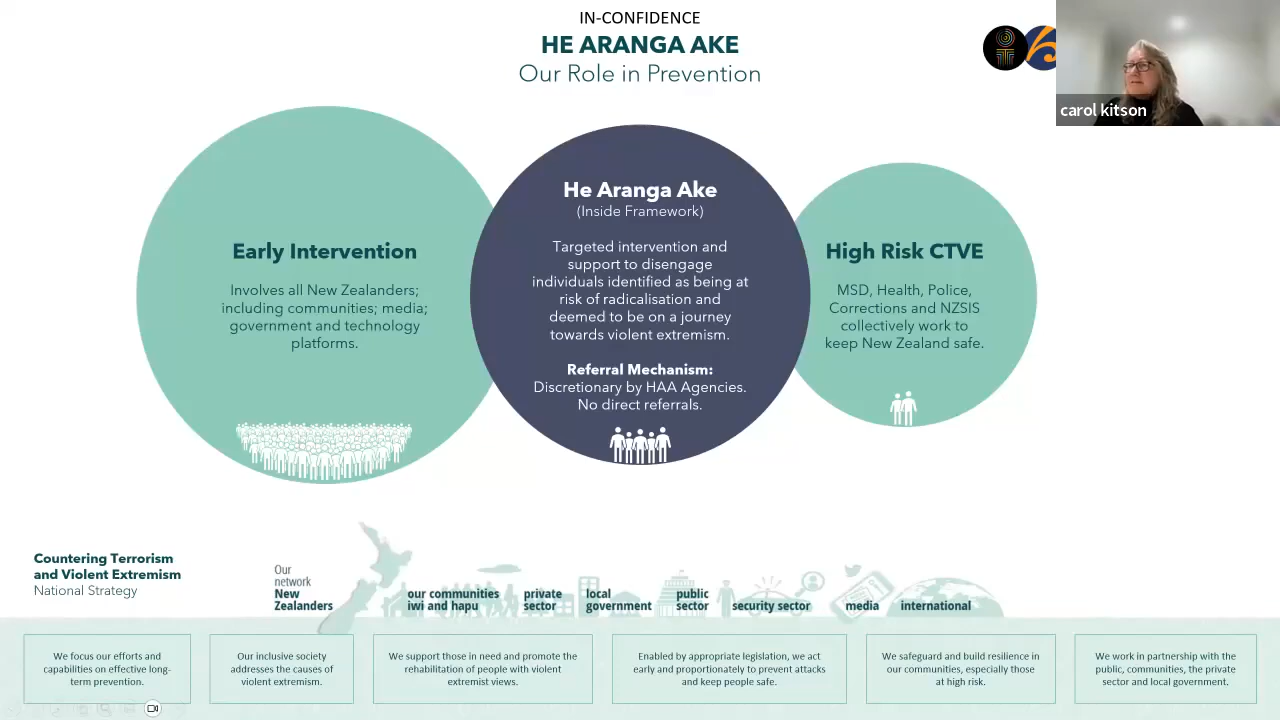 IN-CONFIDENCE
HE ARANGA AKE
Our Role in Prevention
carol kitson
Early Intervention
Involves all New Zealanders;
including communities; media;
government and technology
platforms.
He Aranga Ake
(Inside Framework)
Targeted intervention and
support to disengage
individuals identified as being at
risk of radicalisation and
deemed to be on a journey
towards violent extremism.
Referral Mechanism:
Discretionary by HAA Agencies.
No direct referrals.
High Risk CTVE
MSD, Health, Police,
Corrections and NZSIS
collectively work to
keep New Zealand safe.
Countering Terrorism
and Violent Extremism
National Strategy
Our
network
New
Zealanders
our communities
iwi and hapu
private
sector
local
government
public
sector
security sector
media
international
We focus our efforts and
capabilities on effective long-
term prevention.
Our inclusive society
addresses the causes of
violent extremism.
We support those in need and promote the
rehabilitation of people with violent
extremist views.
Enabled by appropriate legislation, we act
early and proportionately to prevent attacks
and keep people safe.
We safeguard and build resilience in
our communities, especially those
at high risk.
We work in partnership with the
public, communities, the private
sector and local government.